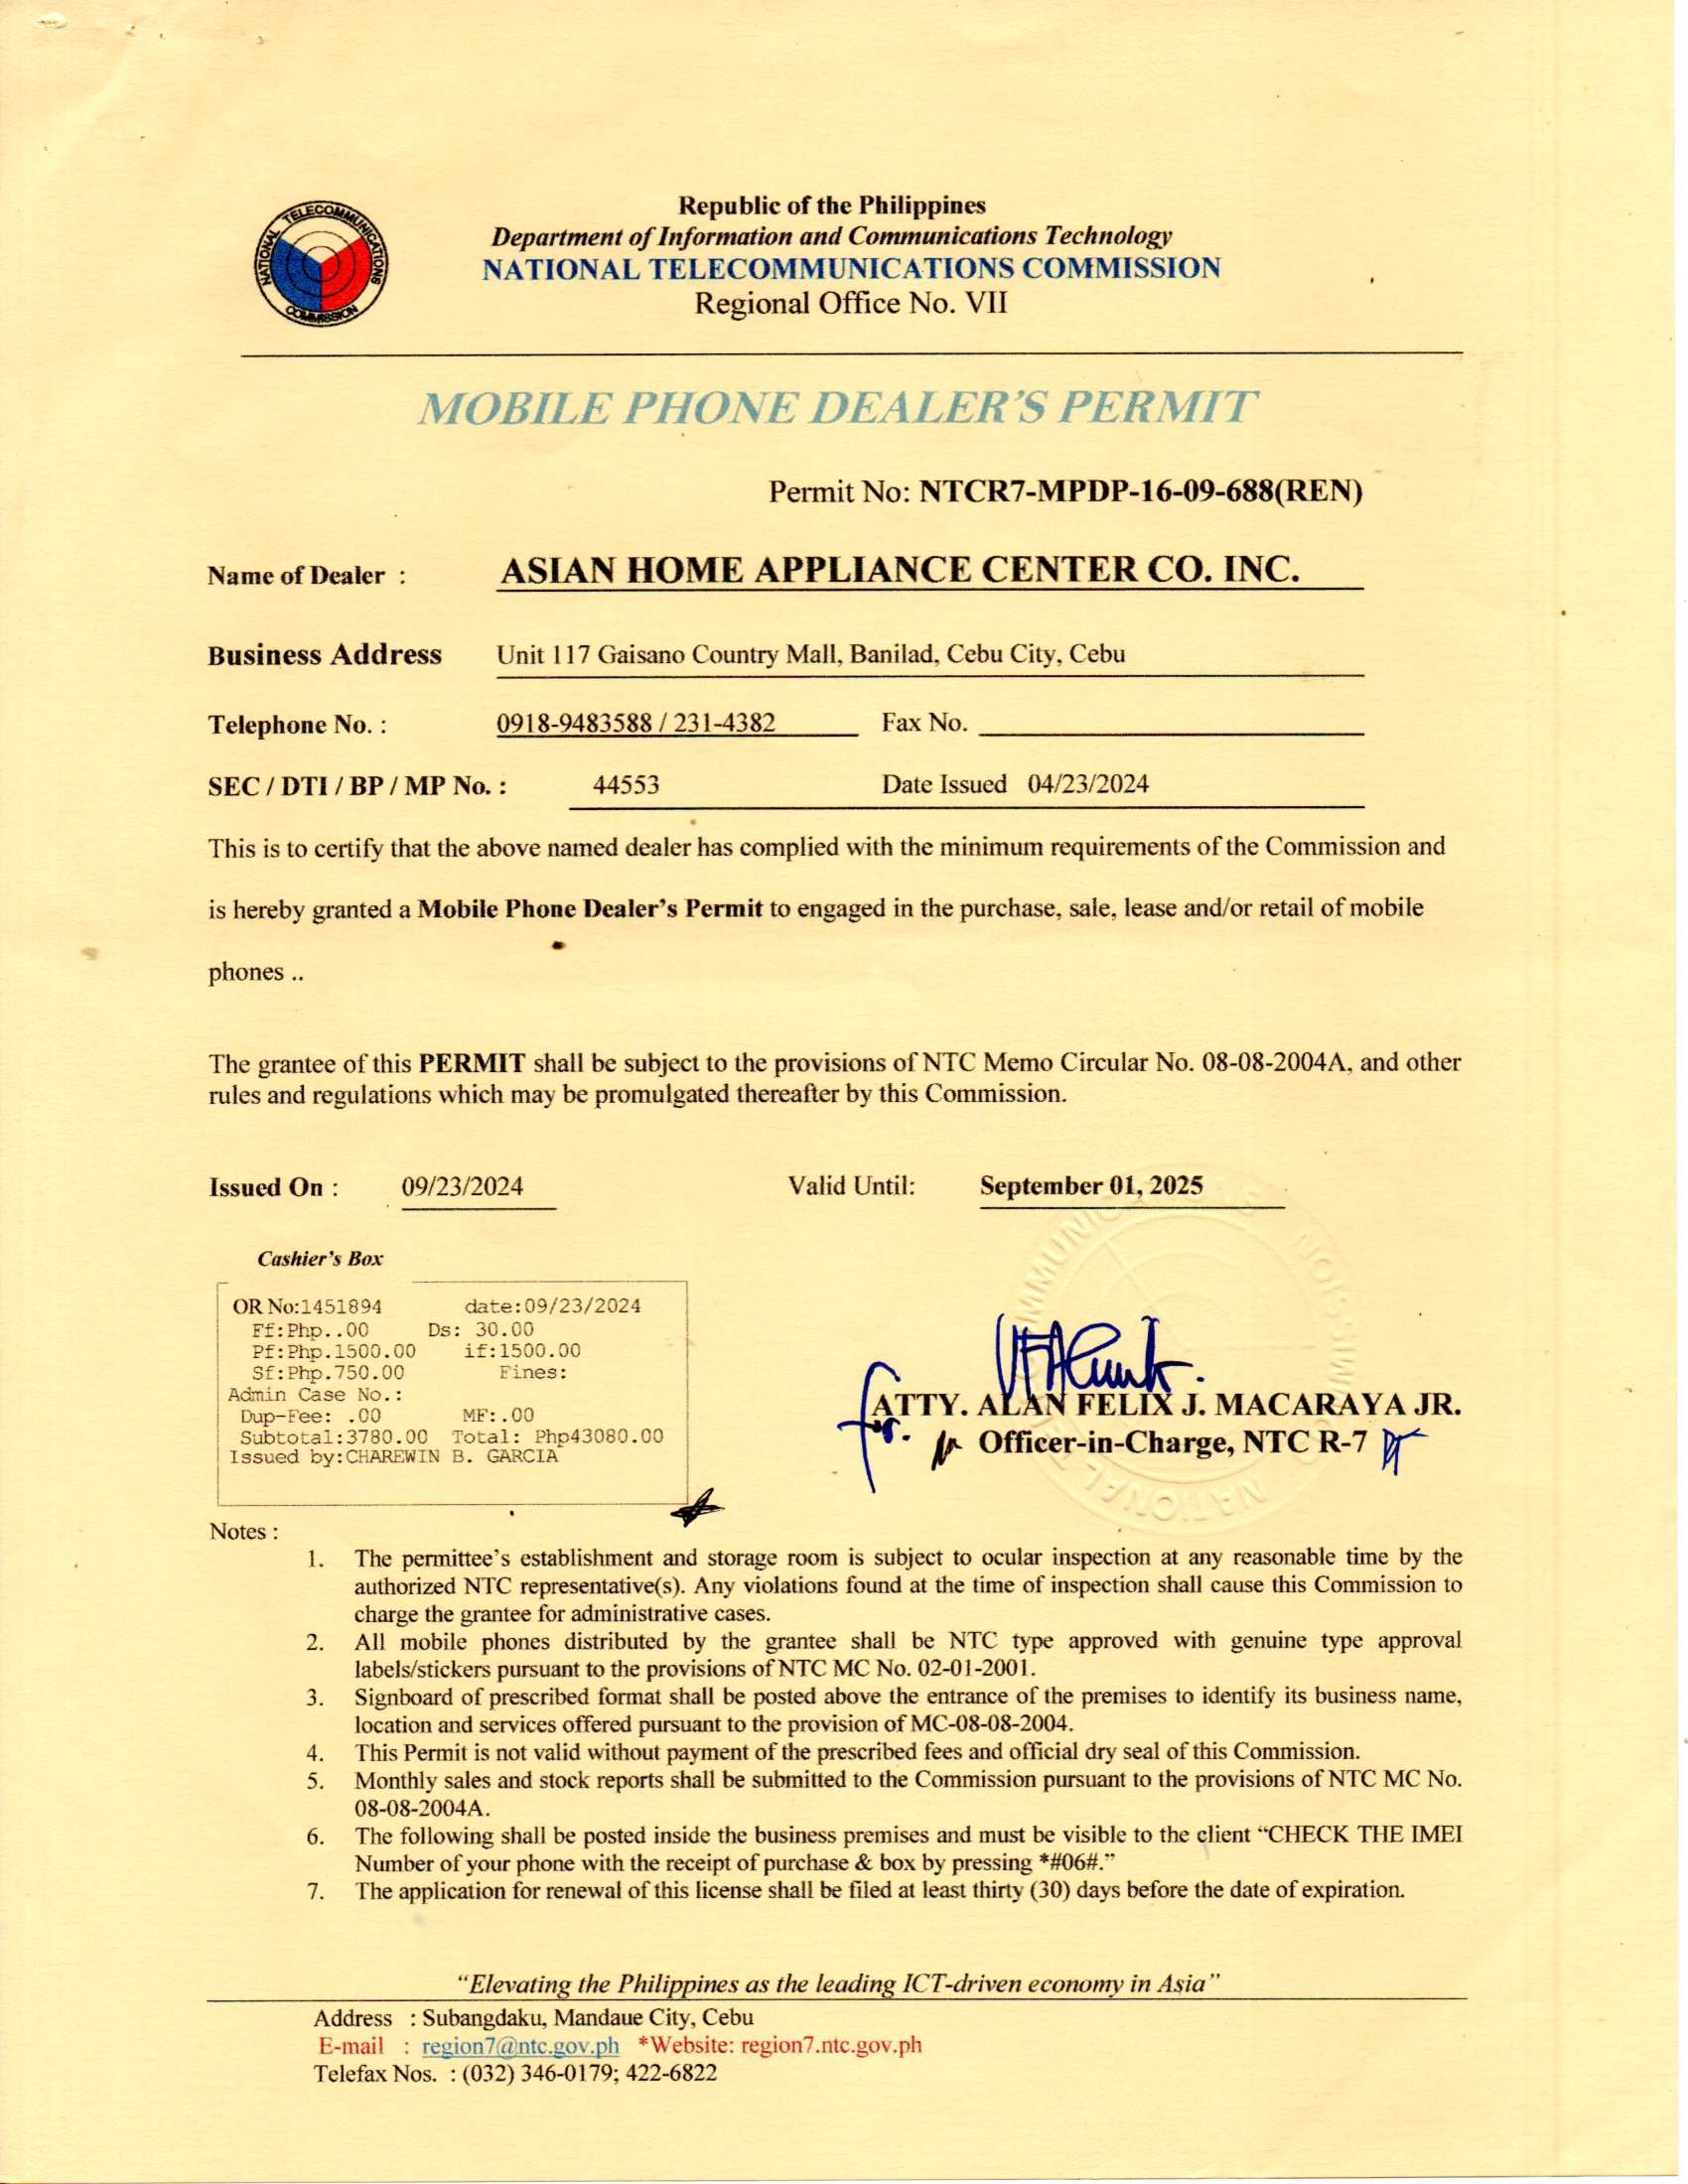 NATIONAL TELECOMMUNICATIONS COMMISSION
Republic of the Philippines
Department of Information and Communications Technology
NATIONAL TELECOMMUNICATIONS COMMISSION
Regional Office No. VII
MOBILE PHONE DEALER'S PERMIT
Permit No: NTCR7-MPDP-16-09-688(REN)
Name of Dealer : ASIAN HOME APPLIANCE CENTER CO. INC.
Business Address Unit 117 Gaisano Country Mall, Banilad, Cebu City, Cebu
Telephone No. : 0918-9483588 / 231-4382 Fax No.
SEC / DTI / BP / MP No. : 44553 Date Issued 04/23/2024
This is to certify that the above named dealer has complied with the minimum requirements of the Commission and
is hereby granted a Mobile Phone Dealer's Permit to engaged in the purchase, sale, lease and/or retail of mobile
phones ..
The grantee of this PERMIT shall be subject to the provisions of NTC Memo Circular No. 08-08-2004A, and other
rules and regulations which may be promulgated thereafter by this Commission.
Issued On : 09/23/2024 Valid Until: September 01, 2025
Cashier's Box
OR No:1451894 date:09/23/2024
Ff:Php..00 Ds: 30.00
Pf:Php.1500.00 if:1500.00
Sf:Php.750.00 Fines:
Admin Case No.:
Dup-Fee: .00 MF:.00
Subtotal:3780.00 Total: Php43080.00
Issued by:CHAREWIN B. GARCIA
for.
ATTY. ALAN FELIX J. MACARAYA JR.
Officer-in-Charge, NTC R-7
Notes :
1. The permittee's establishment and storage room is subject to ocular inspection at any reasonable time by the
authorized NTC representative(s). Any violations found at the time of inspection shall cause this Commission to
charge the grantee for administrative cases.
2. All mobile phones distributed by the grantee shall be NTC type approved with genuine type approval
labels/stickers pursuant to the provisions of NTC MC No. 02-01-2001.
3. Signboard of prescribed format shall be posted above the entrance of the premises to identify its business name,
location and services offered pursuant to the provision of MC-08-08-2004.
4. This Permit is not valid without payment of the prescribed fees and official dry seal of this Commission.
5. Monthly sales and stock reports shall be submitted to the Commission pursuant to the provisions of NTC MC No.
08-08-2004A.
6. The following shall be posted inside the business premises and must be visible to the client “CHECK THE IMEI
Number of your phone with the receipt of purchase & box by pressing *#06#.”
7. The application for renewal of this license shall be filed at least thirty (30) days before the date of expiration.
“Elevating the Philippines as the leading ICT-driven economy in Asia”
Address : Subangdaku, Mandaue City, Cebu
E-mail : region7@ntc.gov.ph *Website: region7.ntc.gov.ph
Telefax Nos. : (032) 346-0179; 422-6822